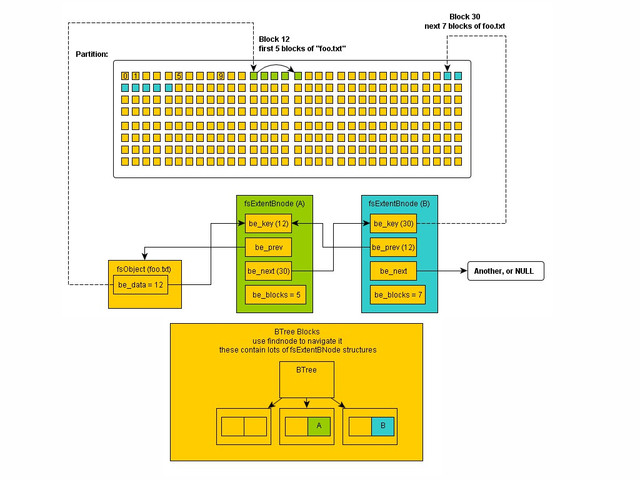 Block 30
next 7 blocks of foo.txt
Block 12
first 5 blocks of "foo.txt"
Partition:
0 1 5 9
fsExtentBnode (A)
fsExtentBnode (B)
be_key (12)
be_key (30)
be_prev
be_prev (12)
fsObject (foo.txt)
be_data = 12
be_next (30)
be_next
Another, or NULL
be_blocks = 5
be_blocks = 7
BTree Blocks
use findnode to navigate it
these contain lots of fsExtentBNode structures
BTree
A
B